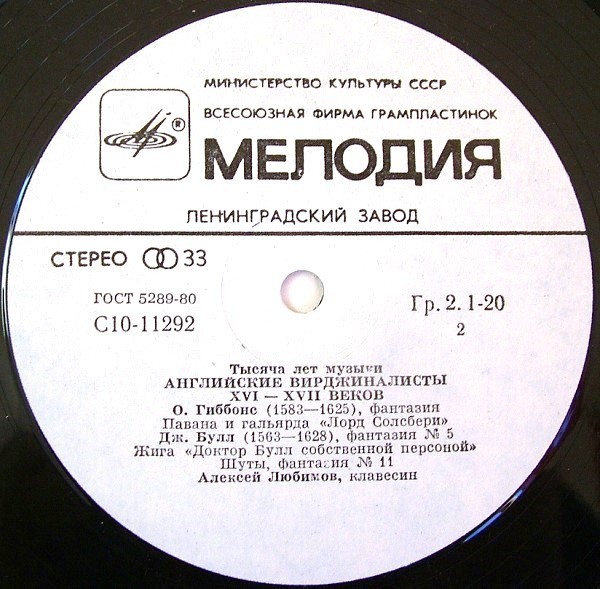 МИНИСТЕРСТВО КУЛЬТУРЫ СССР
ВСЕСОЮЗНАЯ ФИРМА ГРАМПЛАСТИНОК
®
МЕЛОДИЯ
ЛЕНИНГРАДСКИЙ ЗАВОД
СТЕРЕО 33
ГОСТ 5289-80
С10-11292
Гр. 2. 1-20
2
Тысяча лет музыки
АНГЛИЙСКИЕ ВИРДЖИНАЛИСТЫ
XVI — XVII ВЕКОВ
О. Гиббонс (1583—1625), фантазия
Павана и гальярда «Лорд Солсбери»
Дж. Булл (1563—1628), фантазия № 5
Жига «Доктор Булл собственной персоной»
Шуты, фантазия № 11
Алексей Любимов, клавесин